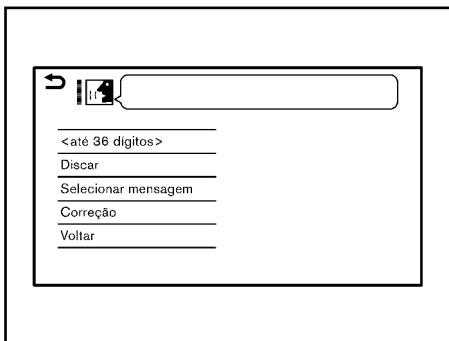 <até 36 dígitos>
Discar
Selecionar mensagem
Correção
Voltar